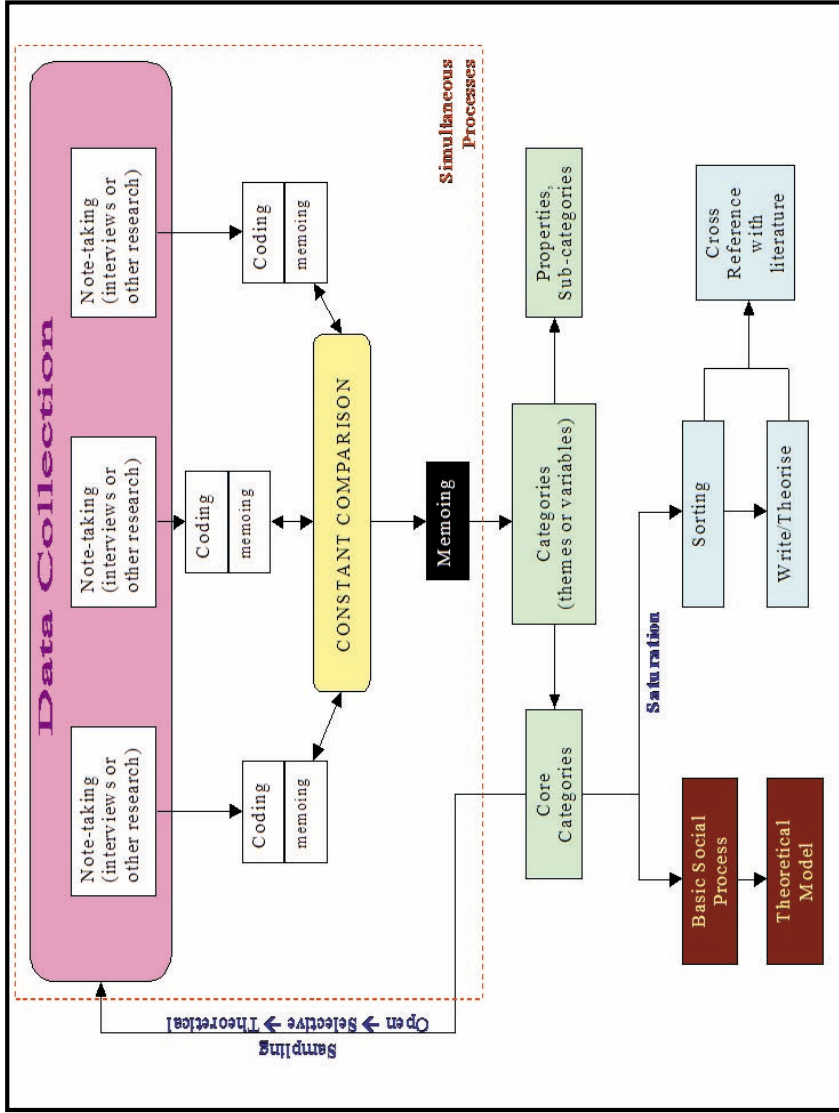 Data Collection
Note-taking
(interviews or
other research)
Note-taking
(interviews or
other research)
Note-taking
(interviews or
other research)
Coding
memoing
Coding
memoing
Coding
memoing
CONSTANT COMPARISON
Memoing
Simultaneous
Processes
Sampling
Open → Selective → Theoretical
Core
Categories
Categories
(themes or variables)
Properties,
Sub-categories
Saturation
Basic Social
Process
Theoretical
Model
Sorting
Write/Theorise
Cross
Reference
with
literature